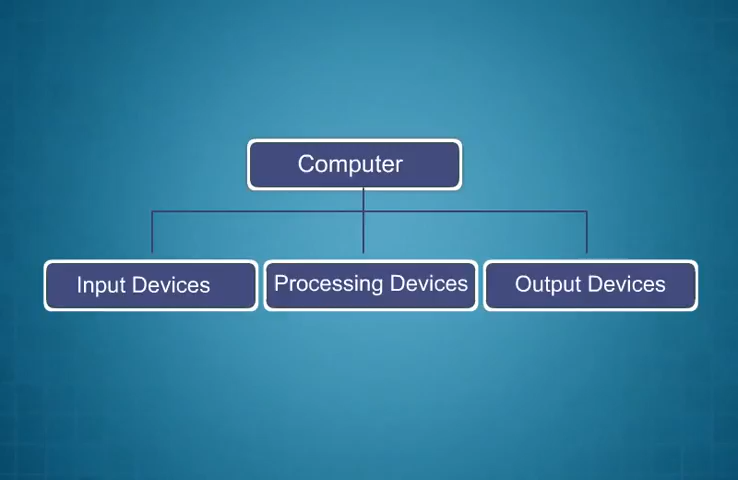 Computer
Input Devices
Processing Devices
Output Devices